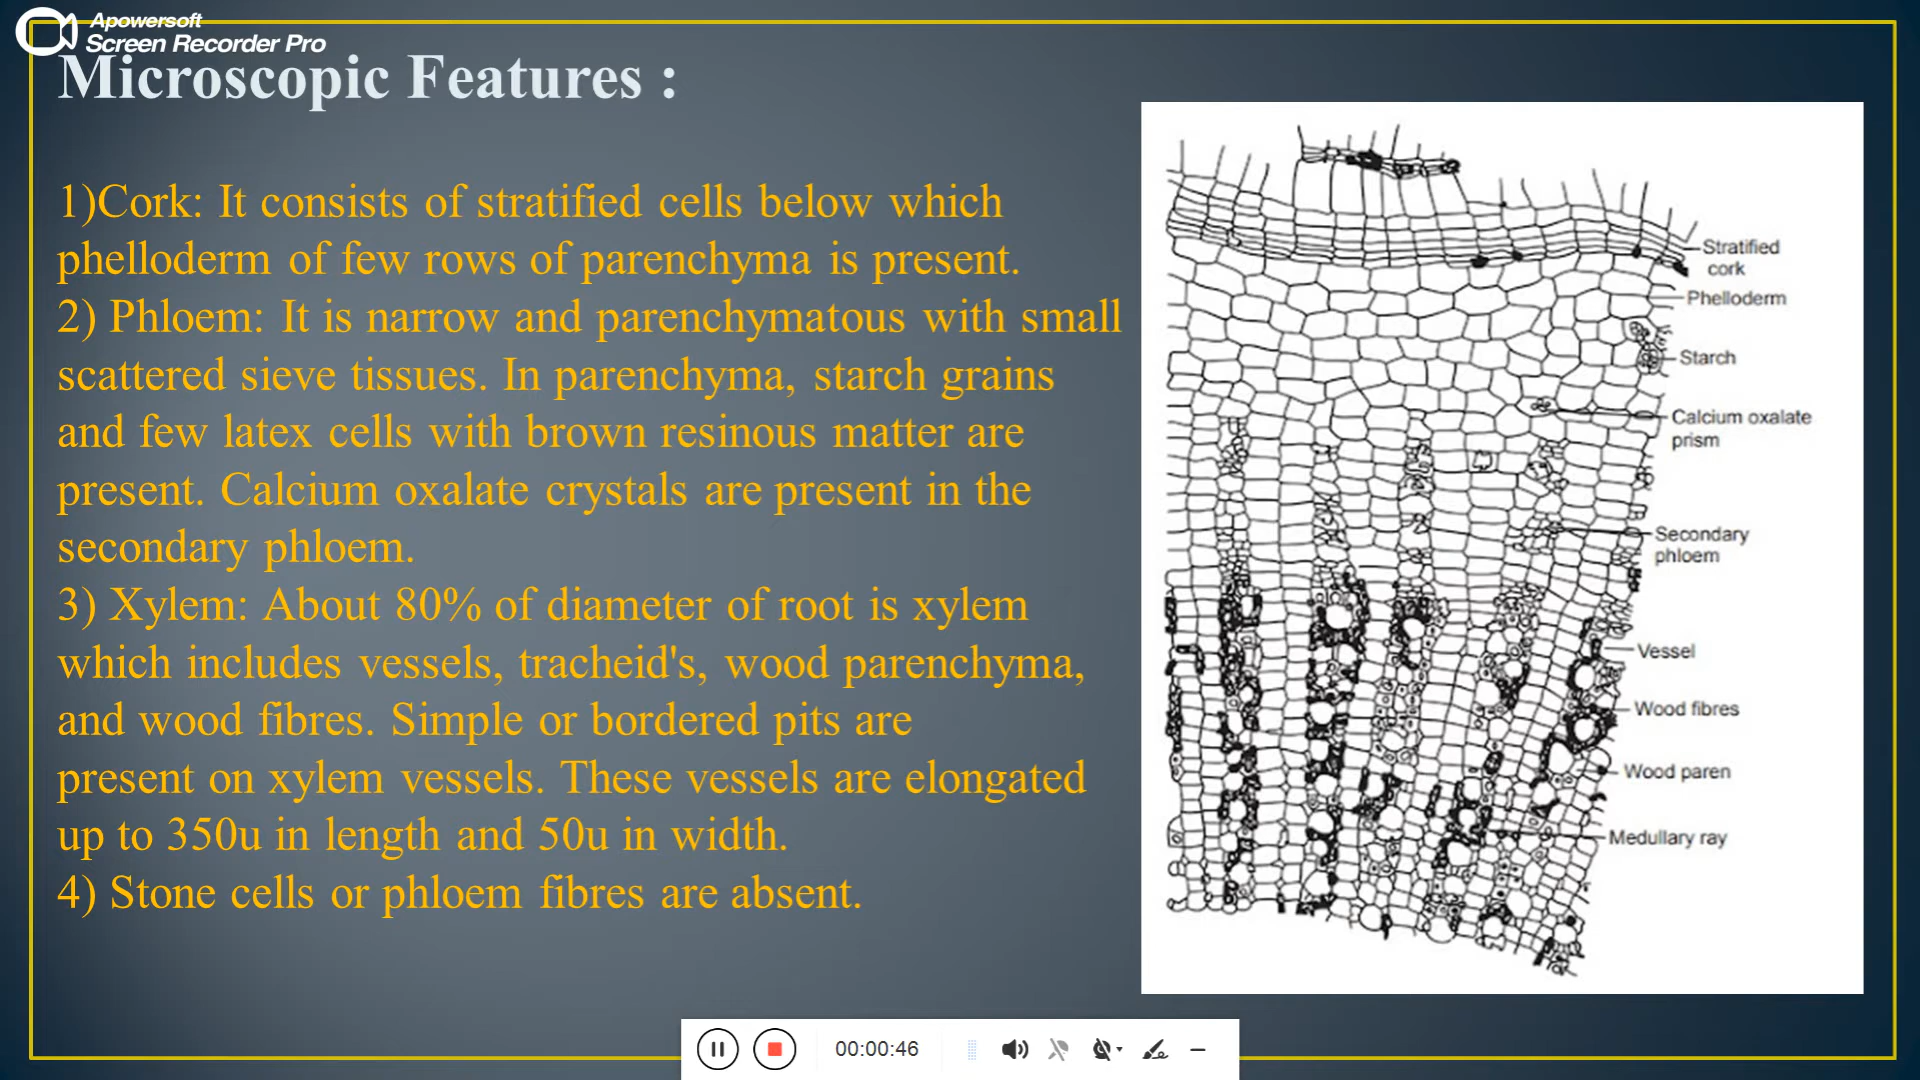 Apowersoft
Screen Recorder Pro
Microscopic Features :
1)Cork: It consists of stratified cells below which
phelloderm of few rows of parenchyma is present.
2) Phloem: It is narrow and parenchymatous with small
scattered sieve tissues. In parenchyma, starch grains
and few latex cells with brown resinous matter are
present. Calcium oxalate crystals are present in the
secondary phloem.
3) Xylem: About 80% of diameter of root is xylem
which includes vessels, tracheid's, wood parenchyma,
and wood fibres. Simple or bordered pits are
present on xylem vessels. These vessels are elongated
up to 350u in length and 50u in width.
4) Stone cells or phloem fibres are absent.
Stratified
cork
Phelloderm
Starch
Calcium oxalate
prism
Secondary
phloem
Vessel
Wood fibres
Wood paren
Medullary ray
00:00:46